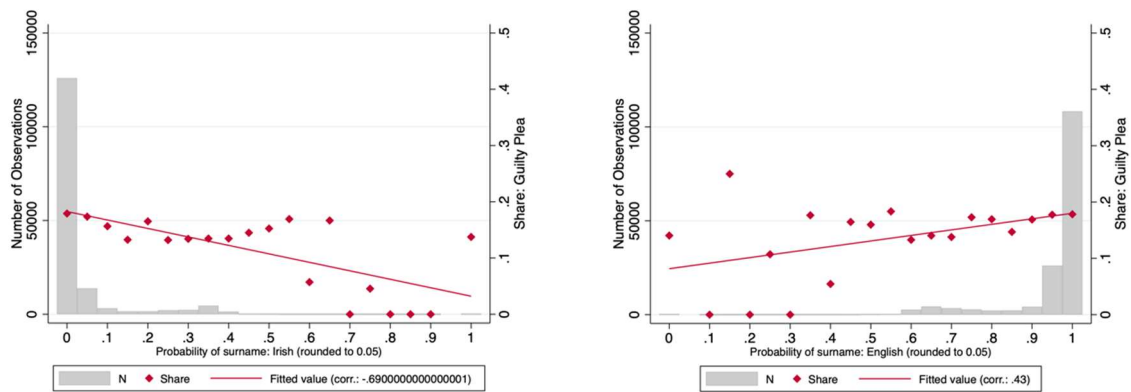 150000
100000
50000
0
Number of Observations
.5
.4
.3
.2
.1
0
Share: Guilty Plea
0 .1 .2 .3 .4 .5 .6 .7 .8 .9 1
Probability of surname: Irish (rounded to 0.05)
N Share Fitted value (corr.: -.6900000000000001)
150000
100000
50000
0
Number of Observations
.5
.4
.3
.2
.1
0
Share: Guilty Plea
0 .1 .2 .3 .4 .5 .6 .7 .8 .9 1
Probability of surname: English (rounded to 0.05)
N Share Fitted value (corr.: .43)